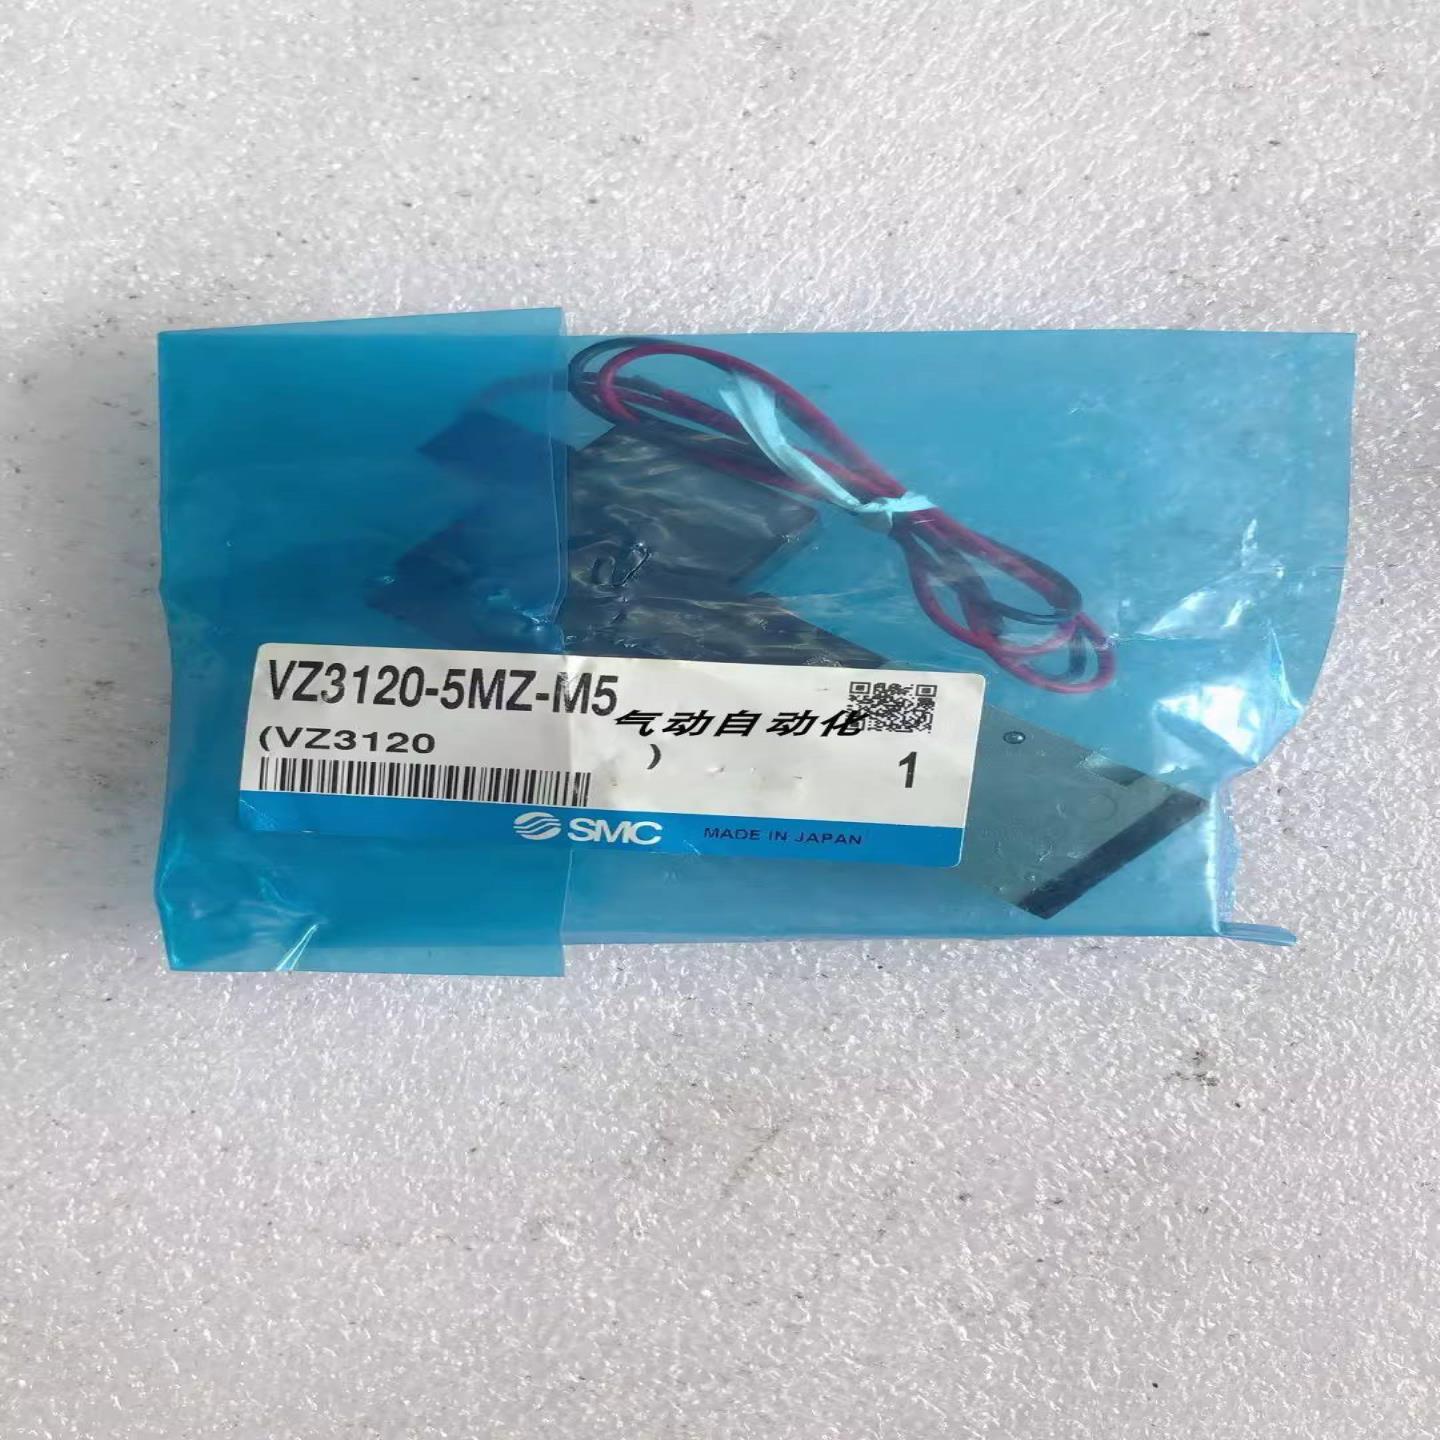 VZ3120-5MZ-M5
气动自动化
(VZ3120 )
1
SMC MADE IN JAPAN